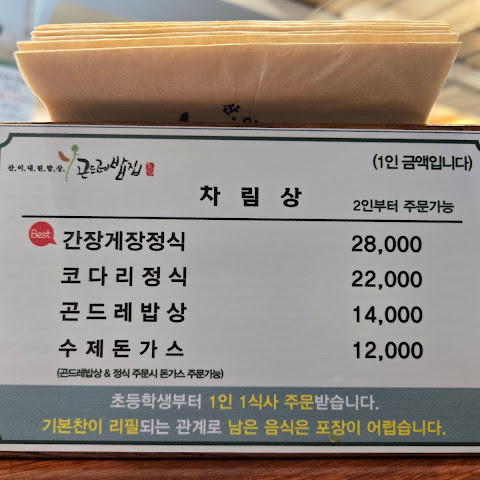 산.이.내.린.밥.상.
곤드레밥집
(1인 금액입니다)
차 림 상
2인부터 주문가능
Best 간장게장정식 28,000
코다리정식 22,000
곤드레밥상 14,000
수제돈가스 12,000
(곤드레밥상 & 정식 주문시 돈가스 주문가능)
초등학생부터 1인 1식사 주문받습니다.
기본찬이 리필되는 관계로 남은 음식은 포장이 어렵습니다.